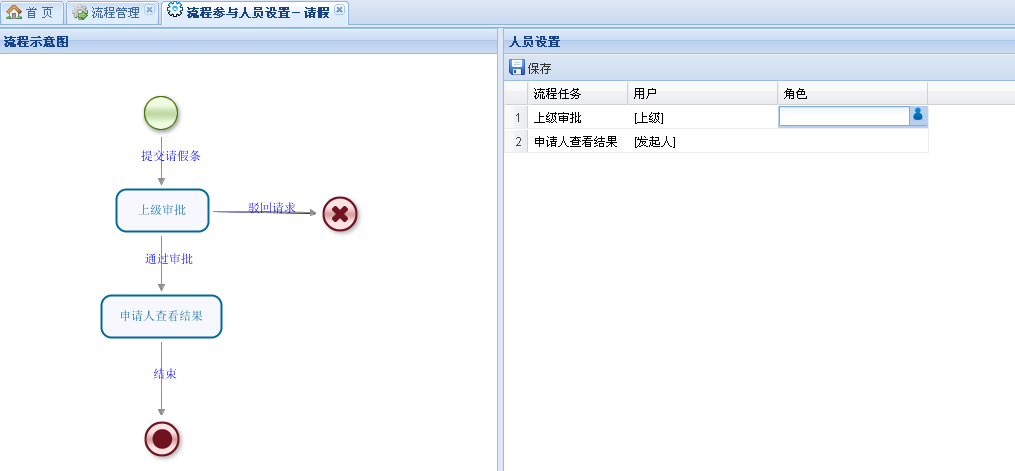 首 页
流程管理
流程参与人员设置－请假
流程示意图
提交请假条
上级审批
驳回请求
通过审批
申请人查看结果
结束
人员设置
保存
流程任务 用户 角色
1 上级审批 [上级]
2 申请人查看结果 [发起人]